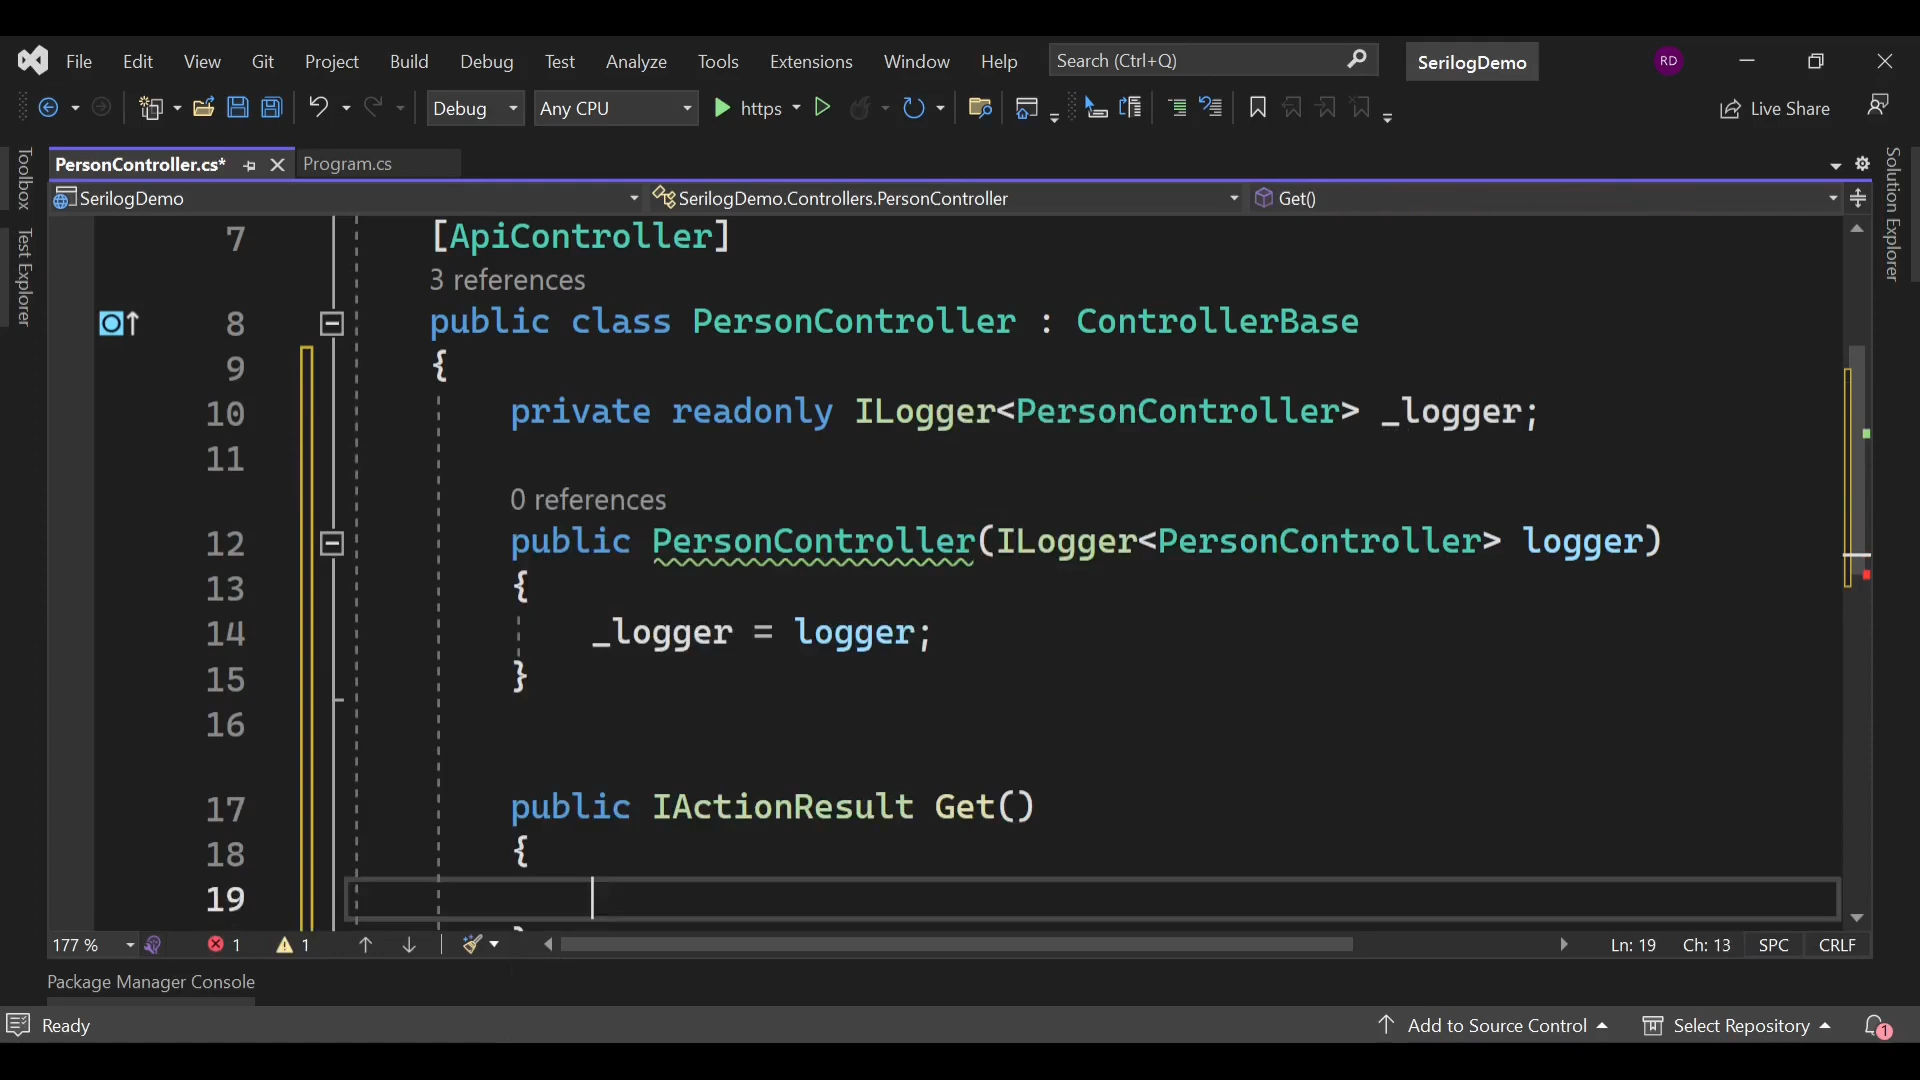 File Edit View Git Project Build Debug Test Analyze Tools Extensions Window Help Search (Ctrl+Q) SerilogDemo RD
Debug Any CPU https Live Share
Toolbox
Test Explorer
PersonController.cs* Program.cs
Solution Explorer
SerilogDemo SerilogDemo.Controllers.PersonController Get()
7 [ApiController]
3 references
8 public class PersonController : ControllerBase
9 {
10 private readonly ILogger<PersonController> _logger;
11
0 references
12 public PersonController(ILogger<PersonController> logger)
13 {
14 _logger = logger;
15 }
16
17 public IActionResult Get()
18 {
19
177 % 1 1 Ln: 19 Ch: 13 SPC CRLF
Package Manager Console
Ready Add to Source Control Select Repository 1